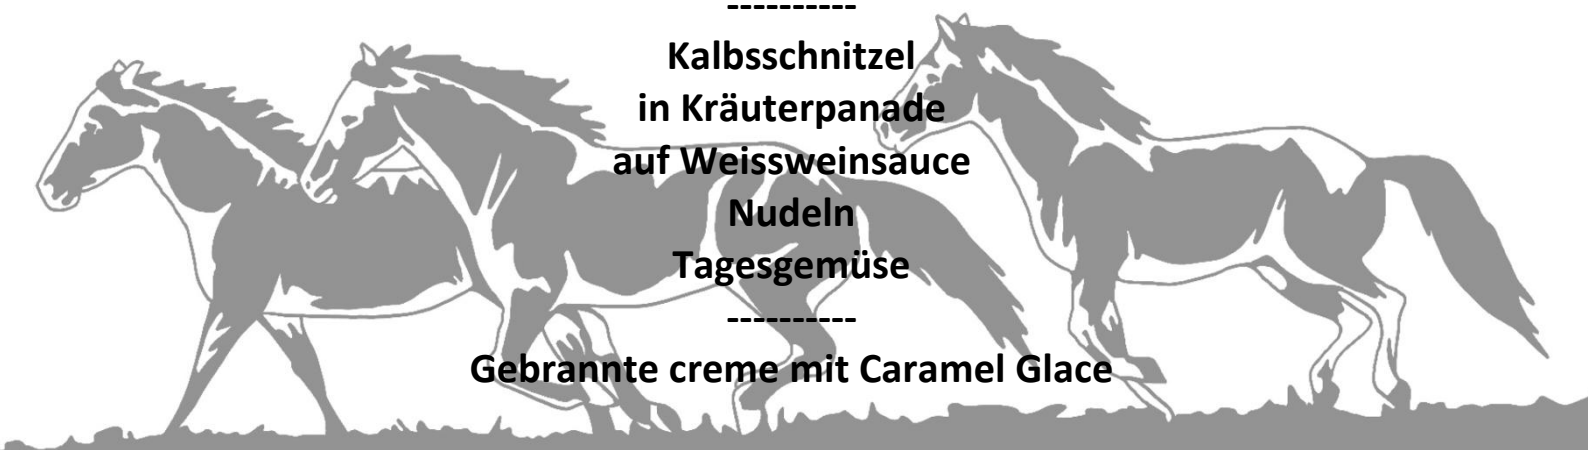 ----------
Kalbsschnitzel
in Kräuterpanade
auf Weissweinsauce
Nudeln
Tagesgemüse
----------
Gebrannte creme mit Caramel Glace